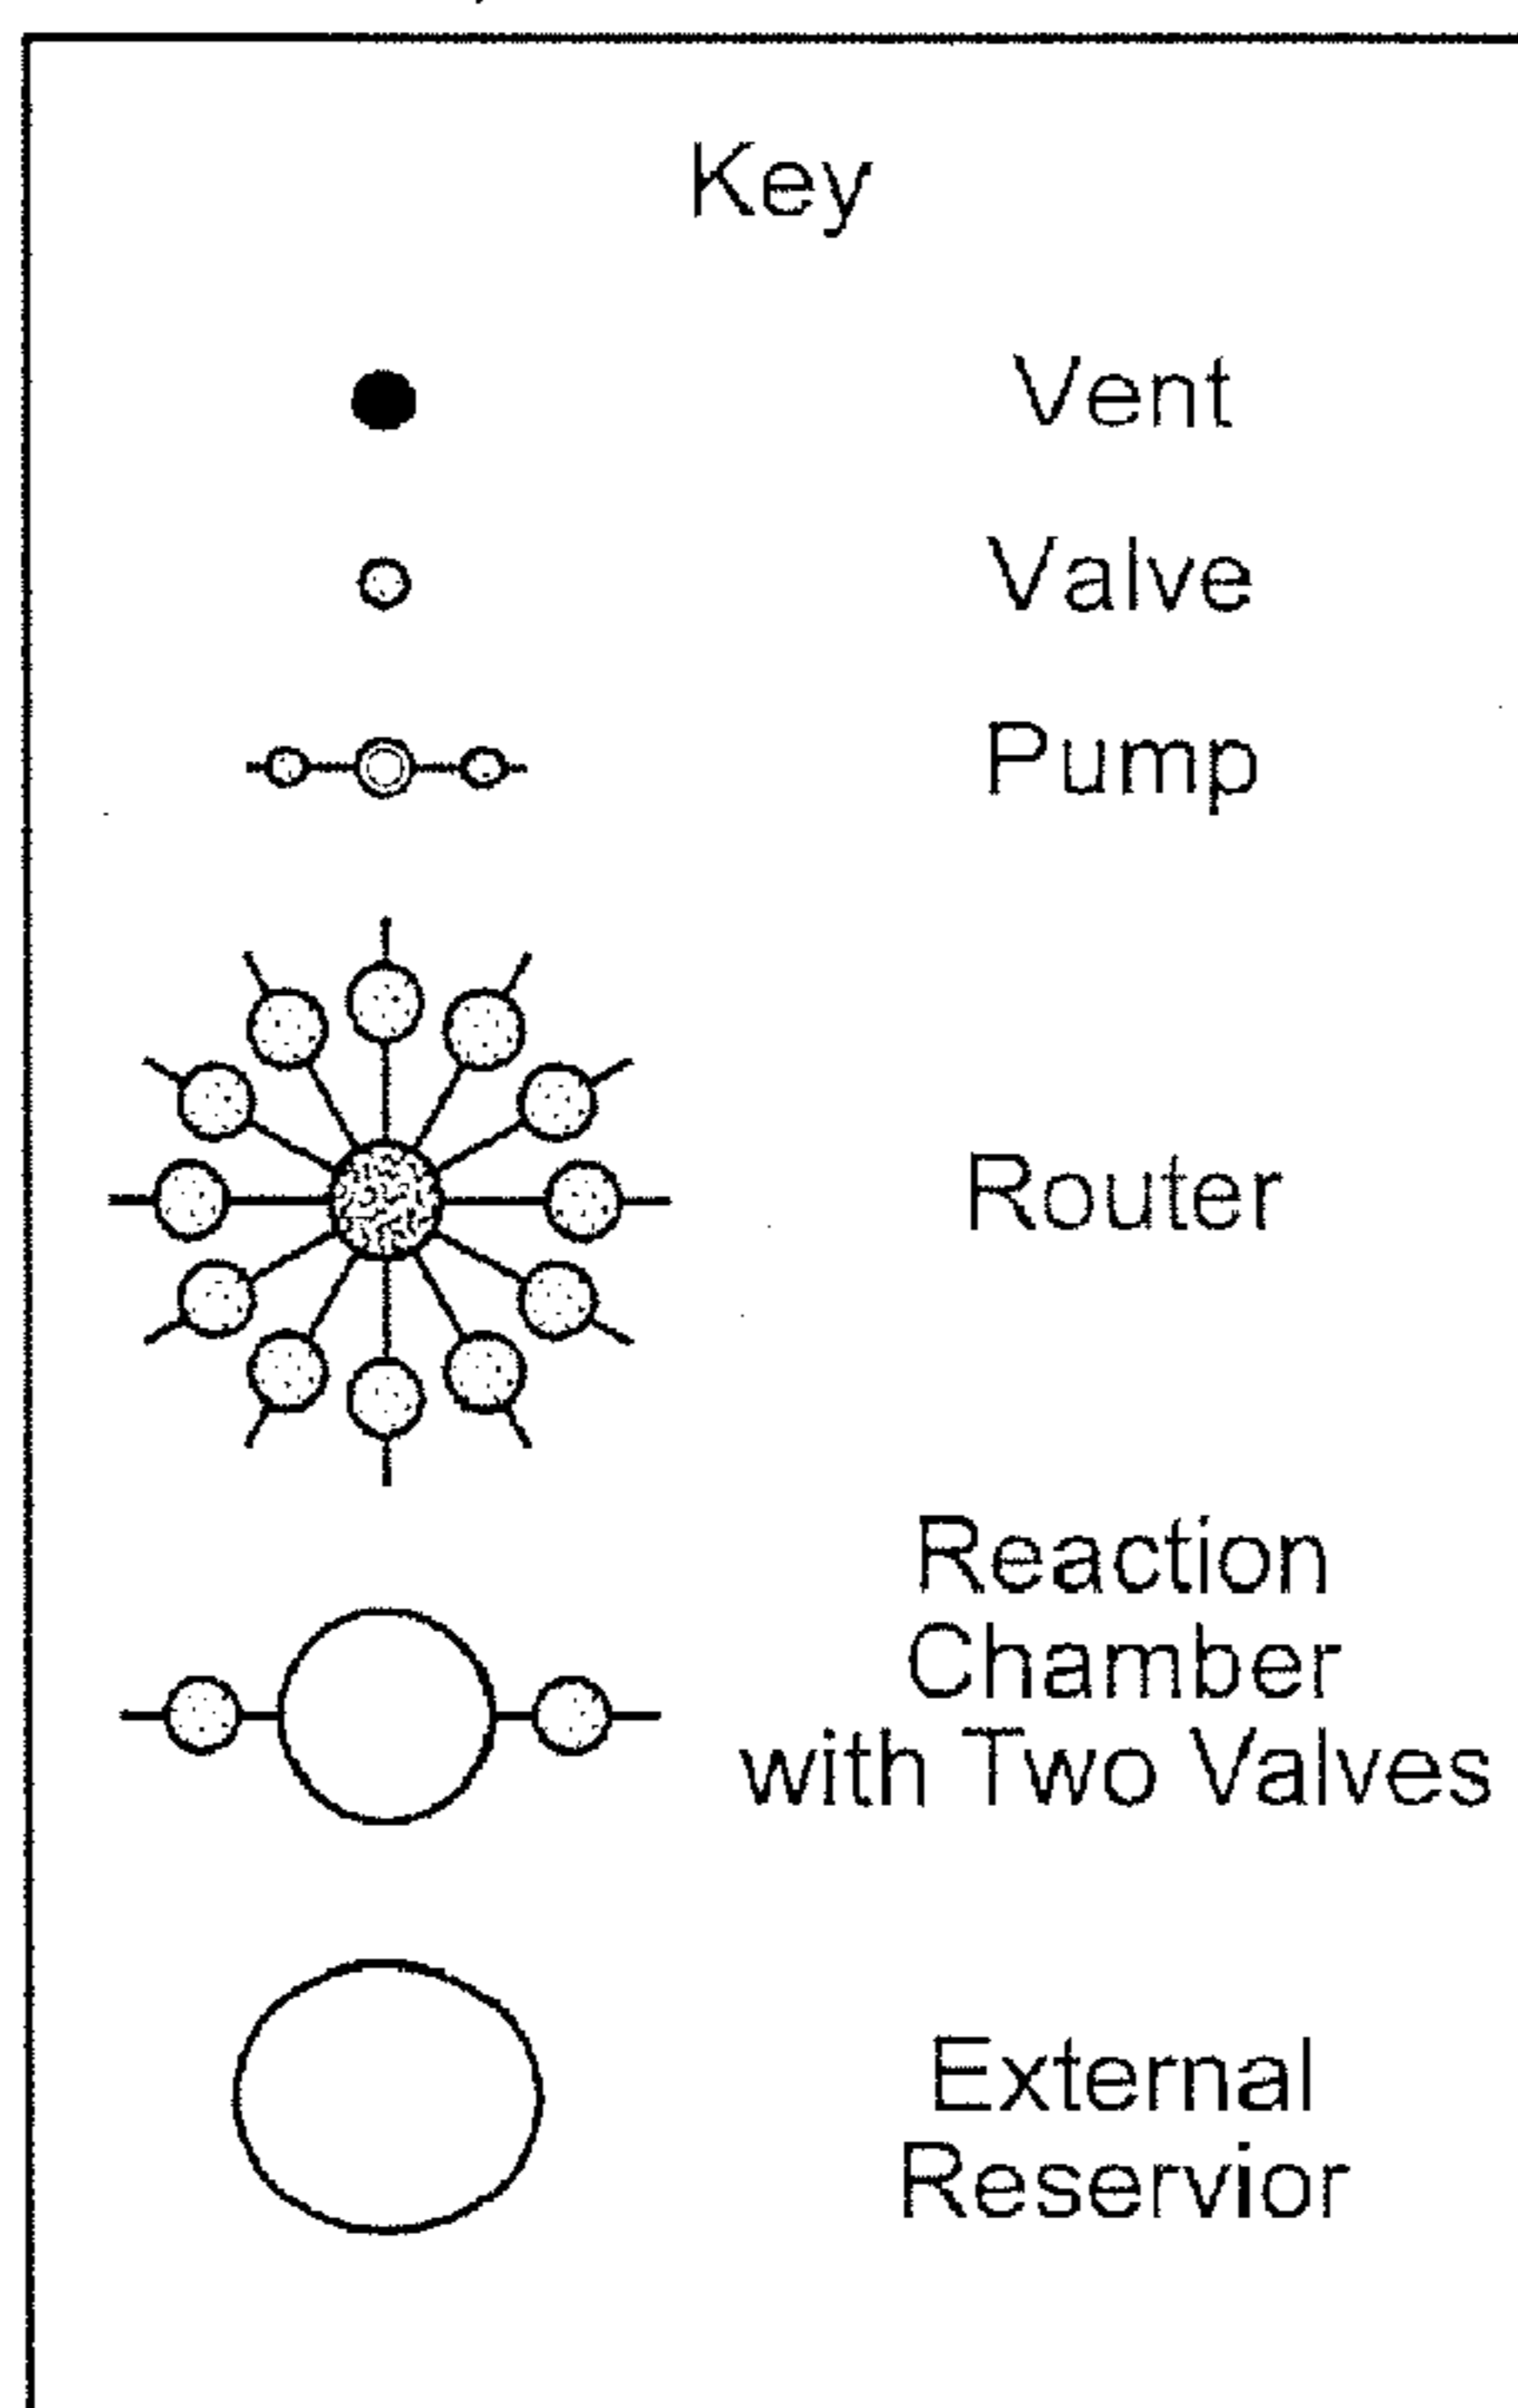 Key
Vent
Valve
Pump
Router
Reaction
Chamber
with Two Valves
External
Reservior